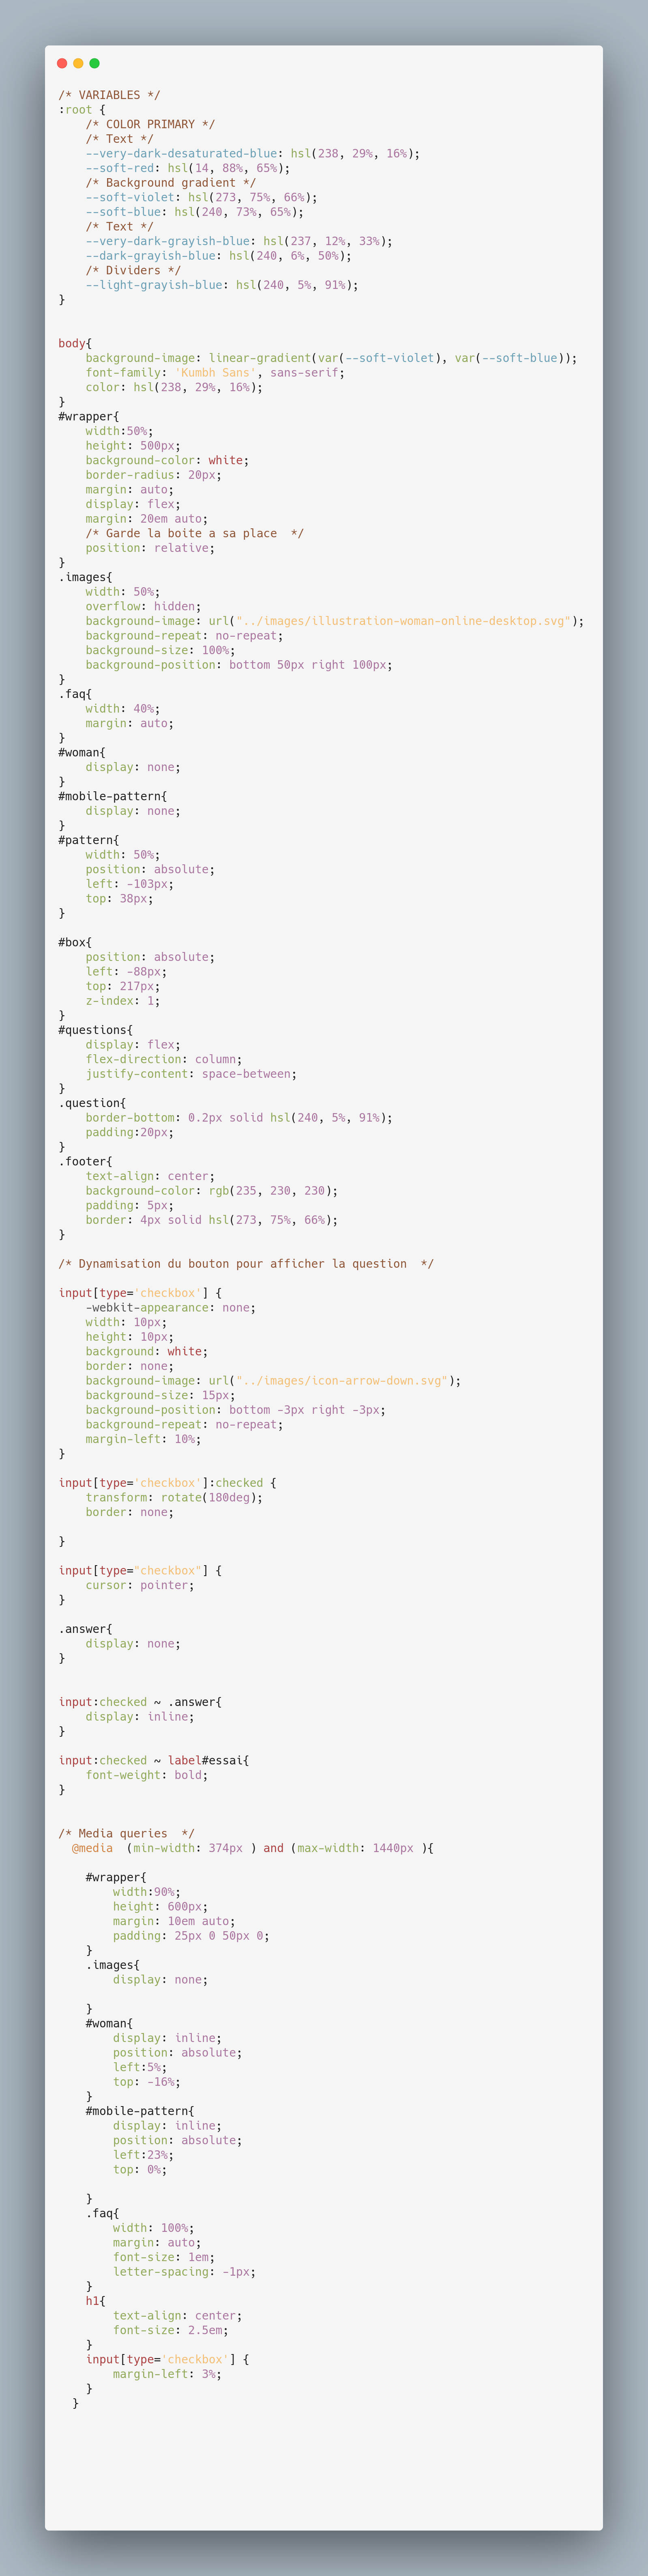 /* VARIABLES */
:root {
    /* COLOR PRIMARY */
    /* Text */
    --very-dark-desaturated-blue: hsl(238, 29%, 16%);
    --soft-red: hsl(14, 88%, 65%);
    /* Background gradient */
    --soft-violet: hsl(273, 75%, 66%);
    --soft-blue: hsl(240, 73%, 65%);
    /* Text */
    --very-dark-grayish-blue: hsl(237, 12%, 33%);
    --dark-grayish-blue: hsl(240, 6%, 50%);
    /* Dividers */
    --light-grayish-blue: hsl(240, 5%, 91%);
}


body{
    background-image: linear-gradient(var(--soft-violet), var(--soft-blue));
    font-family: 'Kumbh Sans', sans-serif;
    color: hsl(238, 29%, 16%);
}
#wrapper{
    width:50%;
    height: 500px;
    background-color: white;
    border-radius: 20px;
    margin: auto;
    display: flex;
    margin: 20em auto;
    /* Garde la boite a sa place  */
    position: relative;
}
.images{
    width: 50%;
    overflow: hidden;
    background-image: url("../images/illustration-woman-online-desktop.svg");
    background-repeat: no-repeat;
    background-size: 100%;
    background-position: bottom 50px right 100px;
}
.faq{
    width: 40%;
    margin: auto;
}
#woman{
    display: none;
}
#mobile-pattern{
    display: none;
}
#pattern{
    width: 50%;
    position: absolute;
    left: -103px;
    top: 38px;
}

#box{
    position: absolute;
    left: -88px;
    top: 217px;
    z-index: 1;
}
#questions{
    display: flex;
    flex-direction: column;
    justify-content: space-between;
}
.question{
    border-bottom: 0.2px solid hsl(240, 5%, 91%);
    padding:20px;
}
.footer{
    text-align: center;
    background-color: rgb(235, 230, 230);
    padding: 5px;
    border: 4px solid hsl(273, 75%, 66%);
}

/* Dynamisation du bouton pour afficher la question  */

input[type='checkbox'] {
    -webkit-appearance: none;
    width: 10px;
    height: 10px;
    background: white;
    border: none;
    background-image: url("../images/icon-arrow-down.svg");
    background-size: 15px;
    background-position: bottom -3px right -3px;
    background-repeat: no-repeat;
    margin-left: 10%;
}

input[type='checkbox']:checked {
    transform: rotate(180deg);
    border: none;

}

input[type="checkbox"] {
    cursor: pointer;
}

.answer{
    display: none;
}


input:checked ~ .answer{
    display: inline;
}

input:checked ~ label#essai{
    font-weight: bold;
}


/* Media queries  */
  @media  (min-width: 374px ) and (max-width: 1440px ){

    #wrapper{
        width:90%;
        height: 600px;
        margin: 10em auto;
        padding: 25px 0 50px 0;
    }
    .images{
        display: none;

    }
    #woman{
        display: inline;
        position: absolute;
        left:5%;
        top: -16%;
    }
    #mobile-pattern{
        display: inline;
        position: absolute;
        left:23%;
        top: 0%;

    }
    .faq{
        width: 100%;
        margin: auto;
        font-size: 1em;
        letter-spacing: -1px;
    }
    h1{
        text-align: center;
        font-size: 2.5em;
    }
    input[type='checkbox'] {
        margin-left: 3%;
    }
  }